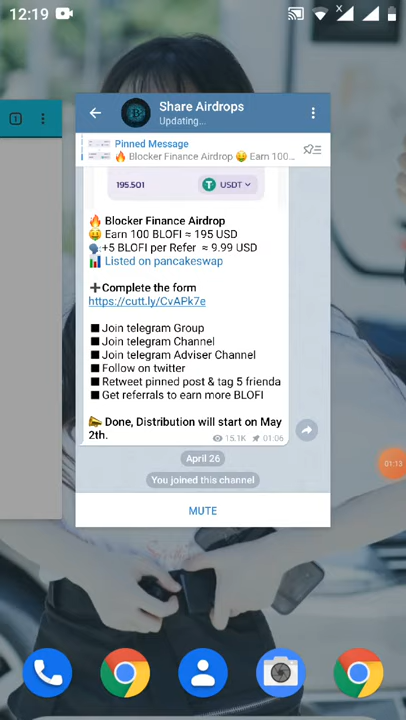 12:19
Share Airdrops
Updating...
Pinned Message
🔥 Blocker Finance Airdrop 🤑 Earn 100...
195.501
USDT
🔥 Blocker Finance Airdrop
🤑 Earn 100 BLOFI ≈ 195 USD
🗣+5 BLOFI per Refer ≈ 9.99 USD
📊 Listed on pancakeswap
➕Complete the form
https://cutt.ly/CvAPk7e
◼Join telegram Group
◼Join telegram Channel
◼Join telegram Adviser Channel
◼Follow on twitter
◼Retweet pinned post & tag 5 frienda
◼Get referrals to earn more BLOFI
📣 Done, Distribution will start on May
2th.
15.1K 01:06
April 26
You joined this channel
01:13
MUTE